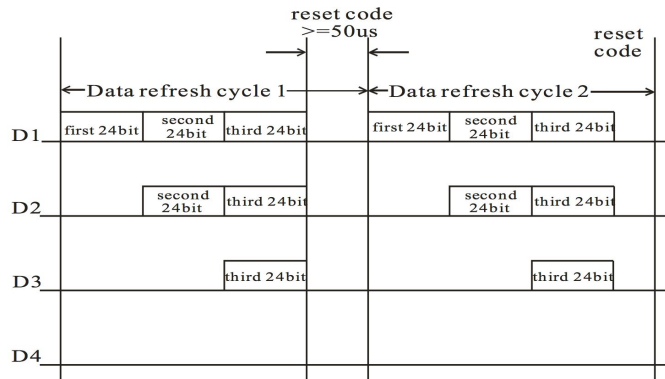 reset code
>=50us
reset
code
Data refresh cycle 1
Data refresh cycle 2
D1
first 24bit
second
24bit
third 24bit
first 24bit
second
24bit
third 24bit
D2
second
24bit
third 24bit
second
24bit
third 24bit
D3
third 24bit
third 24bit
D4